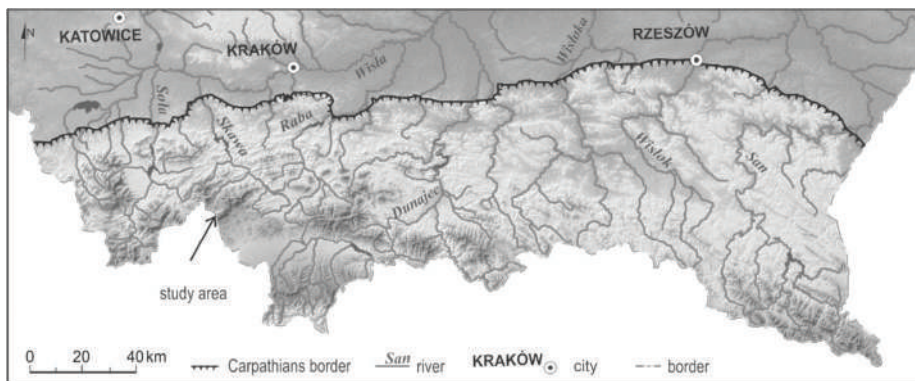 N
KATOWICE
KRAKÓW
RZESZÓW
Wisła
Wisłoka
Soła
Skawa
Raba
Wisłok
San
Dunajec
study area
0 20 40 km
Carpathians border
San river
KRAKÓW city
border